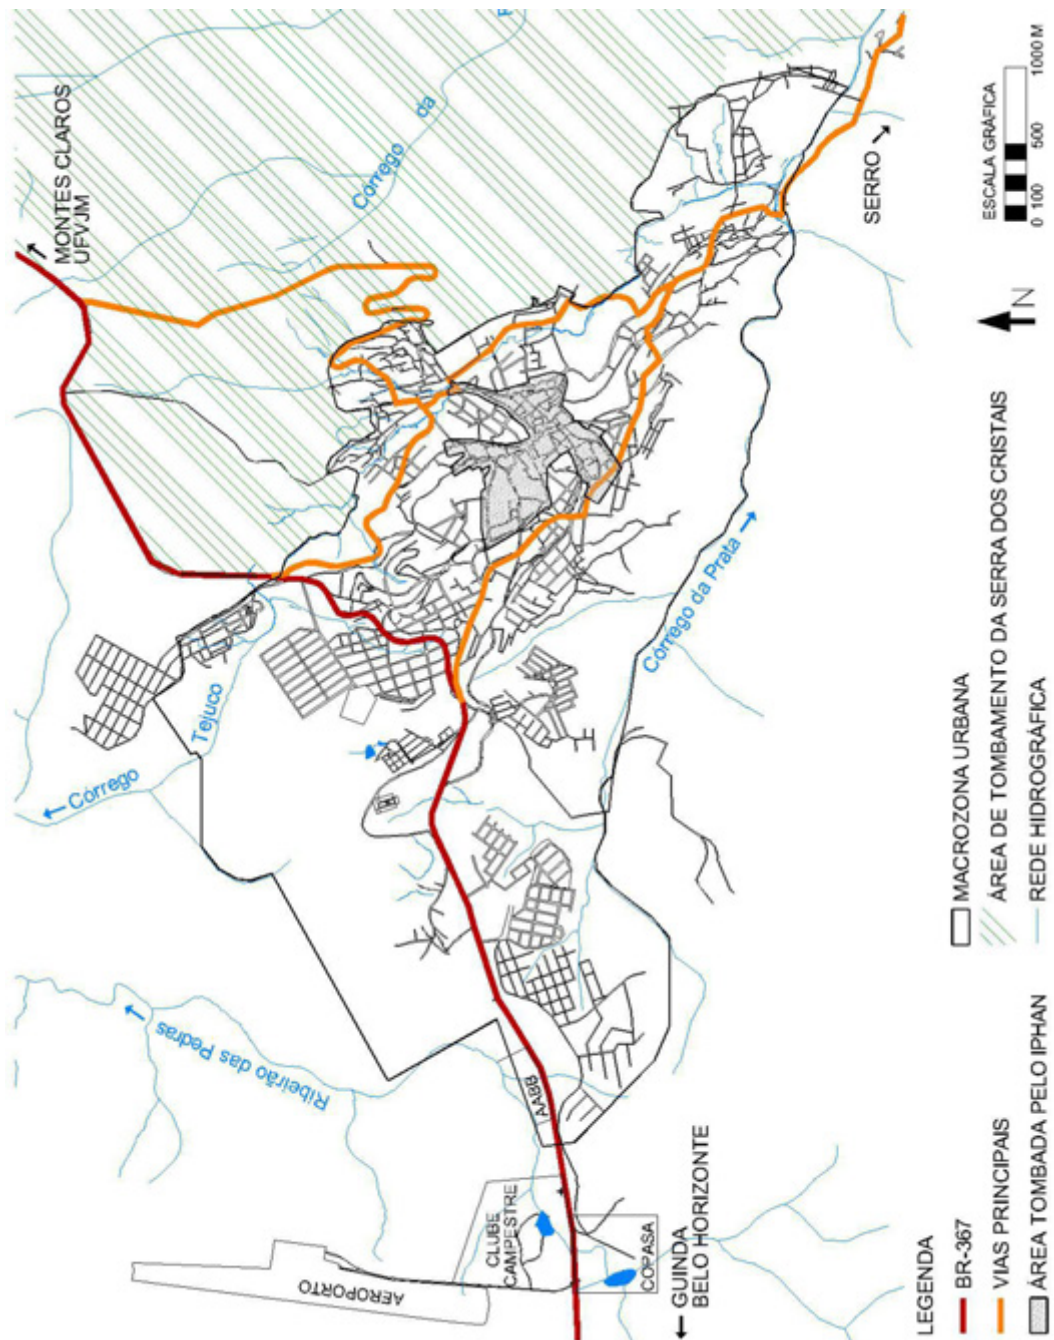 MONTES CLAROS
UFVJM
Córrego da
SERRO
ESCALA GRÁFICA
0 100 500 1000 M
N
Córrego da Prata
Tejuco
Córrego
Ribeirão das Pedras
AABB
CLUBE
CAMPESTRE
AEROPORTO
COPASA
GUINDA
BELO HORIZONTE
LEGENDA
BR-367
VIAS PRINCIPAIS
ÁREA TOMBADA PELO IPHAN
MACROZONA URBANA
ÁREA DE TOMBAMENTO DA SERRA DOS CRISTAIS
REDE HIDROGRÁFICA